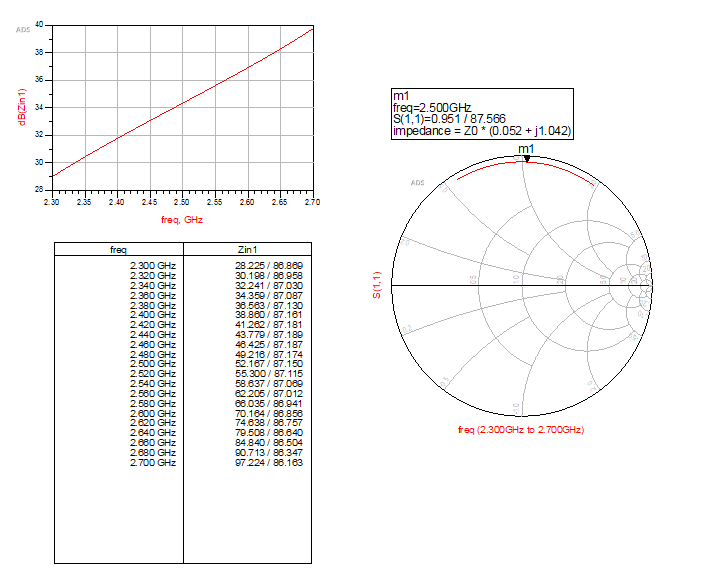 ADS
40
38
36
34
32
30
28
dB(Zin1)
2.30 2.35 2.40 2.45 2.50 2.55 2.60 2.65 2.70
freq, GHz
freq Zin1
2.300 GHz 28.225 / 86.869
2.320 GHz 30.198 / 86.958
2.340 GHz 32.241 / 87.030
2.360 GHz 34.359 / 87.087
2.380 GHz 36.563 / 87.130
2.400 GHz 38.860 / 87.161
2.420 GHz 41.262 / 87.181
2.440 GHz 43.779 / 87.189
2.460 GHz 46.425 / 87.187
2.480 GHz 49.216 / 87.174
2.500 GHz 52.167 / 87.150
2.520 GHz 55.300 / 87.115
2.540 GHz 58.637 / 87.069
2.560 GHz 62.205 / 87.012
2.580 GHz 66.035 / 86.941
2.600 GHz 70.164 / 86.856
2.620 GHz 74.638 / 86.757
2.640 GHz 79.508 / 86.640
2.660 GHz 84.840 / 86.504
2.680 GHz 90.713 / 86.347
2.700 GHz 97.224 / 86.163
m1
freq=2.500GHz
S(1,1)=0.951 / 87.566
impedance = Z0 * (0.052 + j1.042)
m1
ADS
S(1,1)
freq (2.300GHz to 2.700GHz)